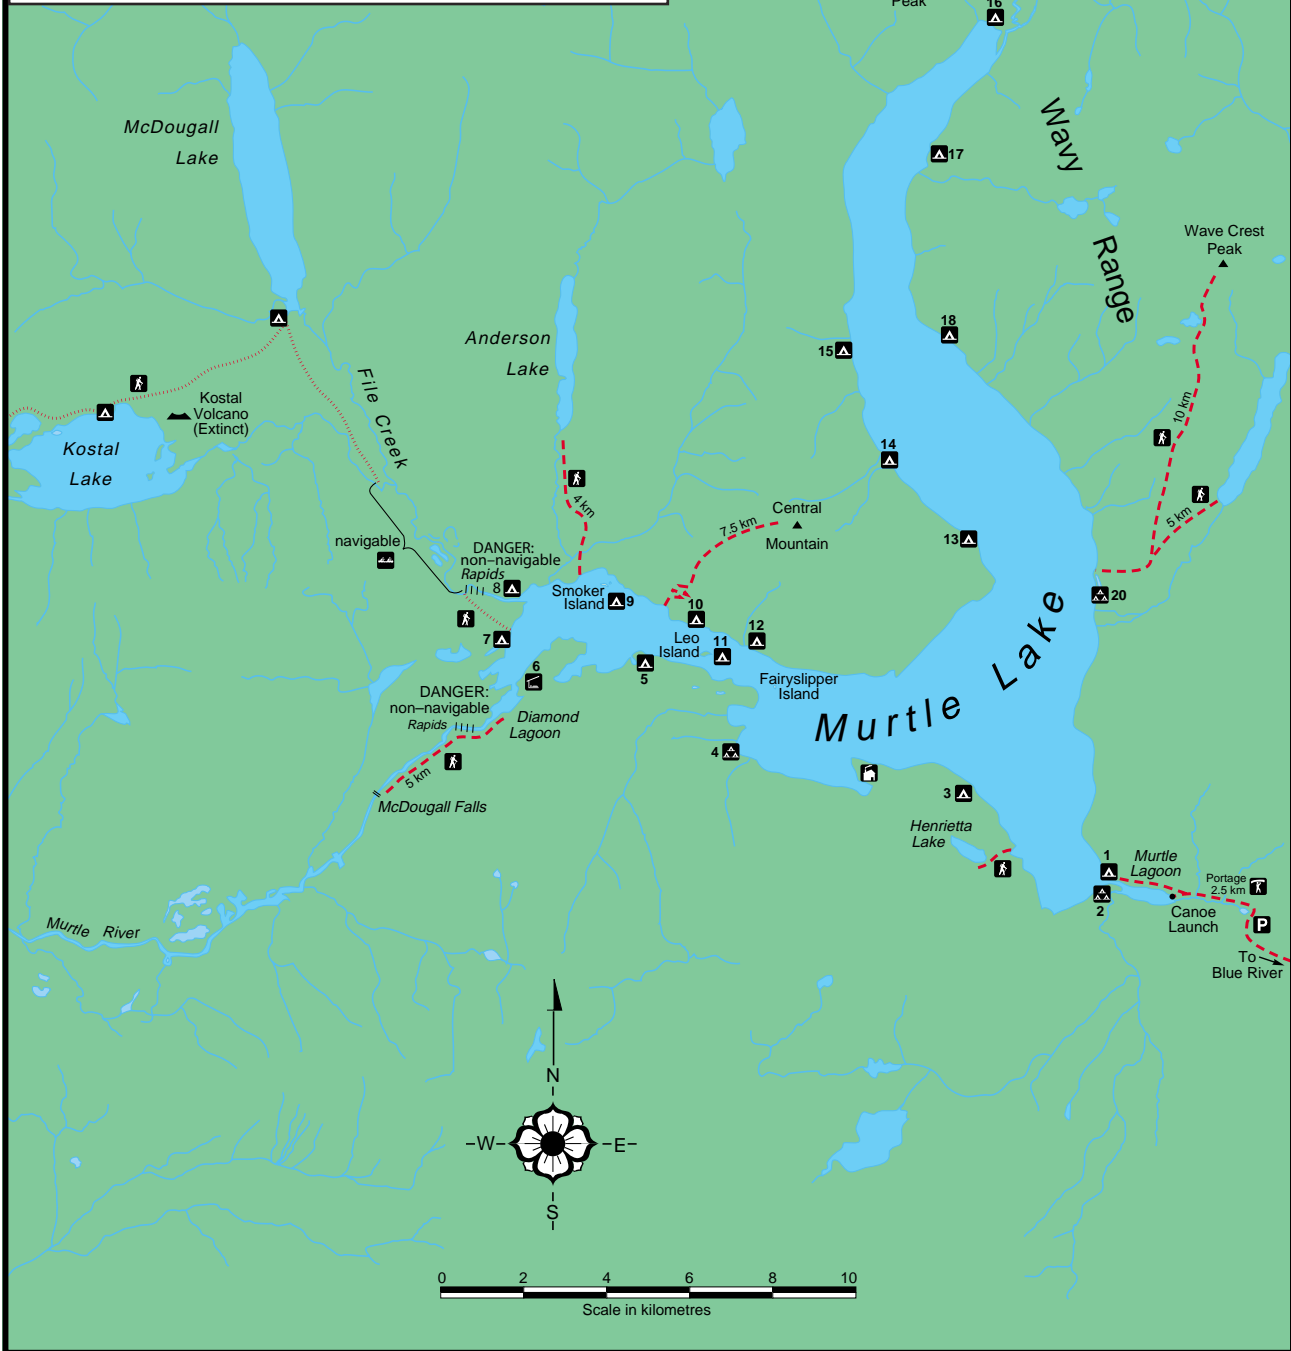 Peak
16
McDougall
Lake
17
Wavy
Range
Wave Crest
Peak
18
15
Anderson
Lake
File Creek
10 km
Kostal
Volcano
(Extinct)
Kostal
Lake
14
4 km
5 km
Central
Mountain
7.5 km
13
navigable
DANGER:
non–navigable
Rapids
8
Smoker
Island
9
10
20
7
Leo
Island
11
12
6
5
Fairyslipper
Island
Murtle Lake
DANGER:
non–navigable
Rapids
Diamond
Lagoon
4
5 km
McDougall Falls
3
Henrietta
Lake
1
Murtle
Lagoon
Portage
2.5 km
2
Canoe
Launch
P
To
Blue River
Murtle River
N
W
E
S
0 2 4 6 8 10
Scale in kilometres